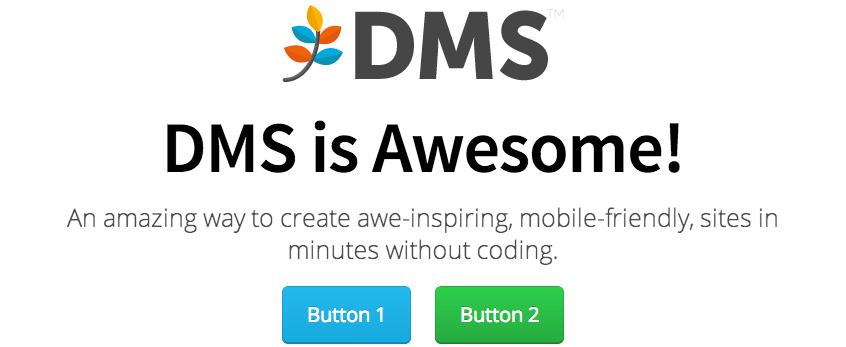 DMS™
DMS is Awesome!
An amazing way to create awe-inspiring, mobile-friendly, sites in
minutes without coding.
Button 1
Button 2